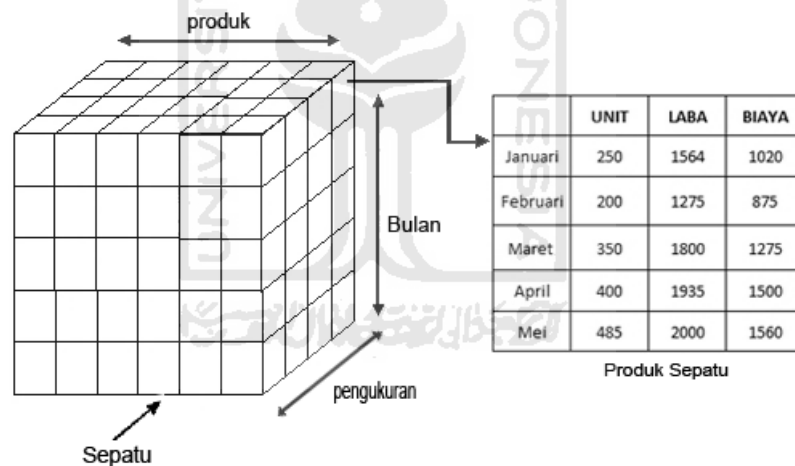 produk
Bulan
pengukuran
Sepatu
UNIT LABA BIAYA
Januari 250 1564 1020
Februari 200 1275 875
Maret 350 1800 1275
April 400 1935 1500
Mei 485 2000 1560
Produk Sepatu